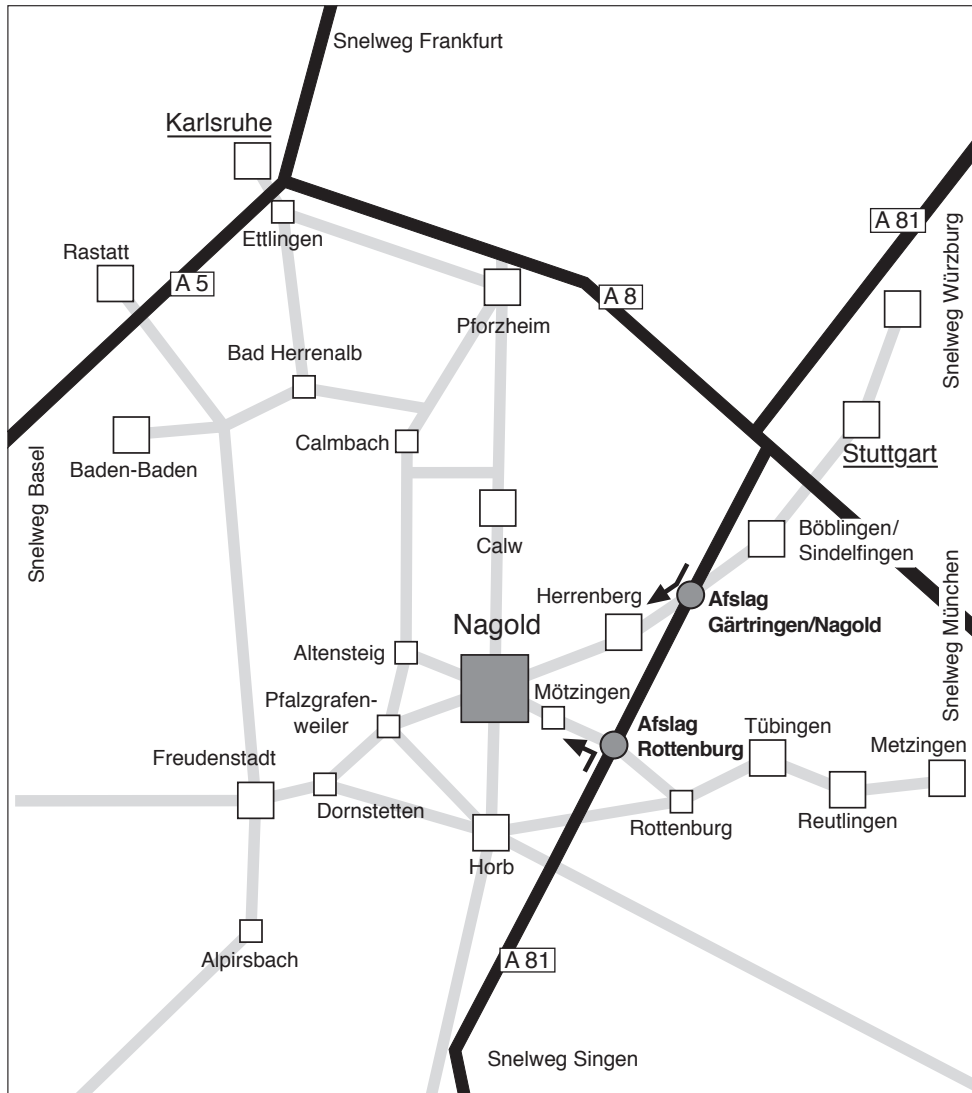 Snelweg Frankfurt
Karlsruhe
A 81
Ettlingen
Rastatt
A 5
A 8
Snelweg Würzburg
Pforzheim
Bad Herrenalb
Calmbach
Baden-Baden
Stuttgart
Snelweg Basel
Böblingen/
Sindelfingen
Calw
Herrenberg
Afslag
Gärtringen/Nagold
Snelweg München
Nagold
Altensteig
Mötzingen
Pfalzgrafen-
weiler
Afslag
Rottenburg
Tübingen
Metzingen
Freudenstadt
Dornstetten
Rottenburg
Reutlingen
Horb
Alpirsbach
A 81
Snelweg Singen